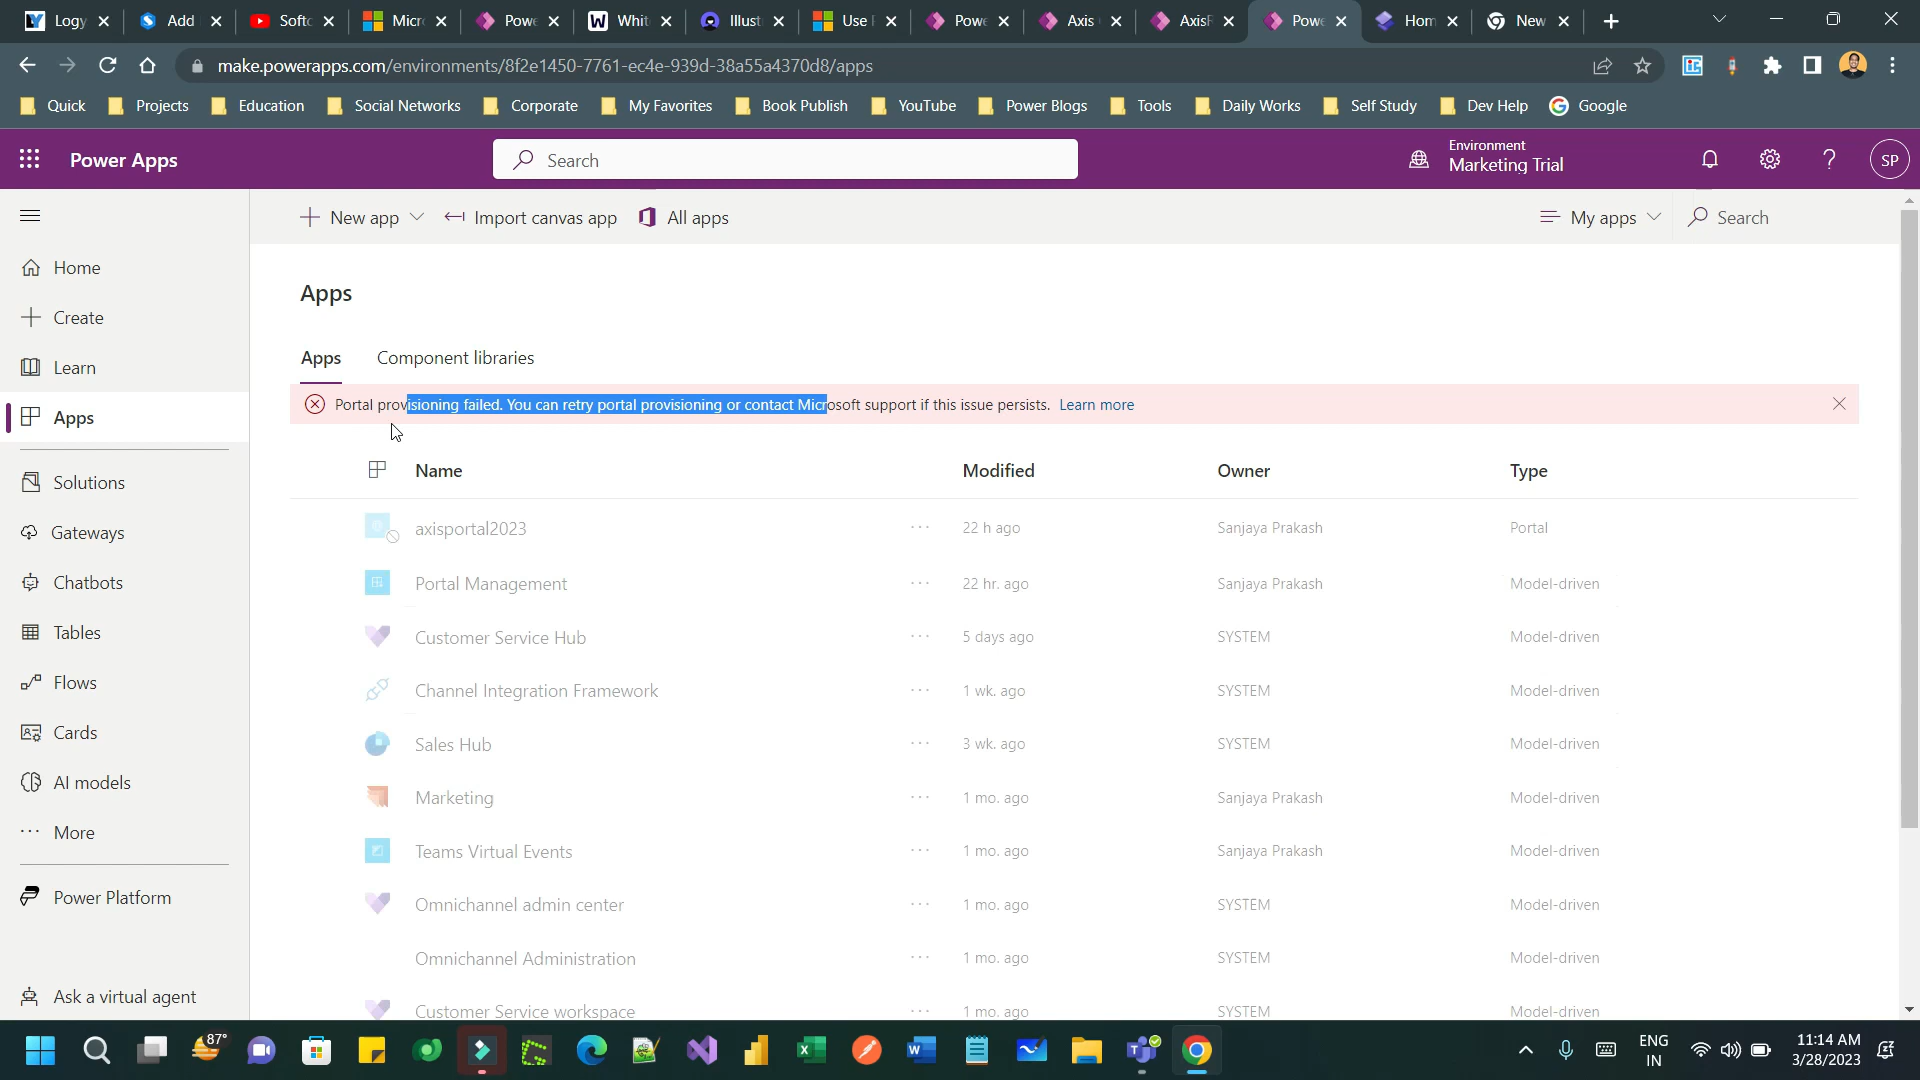 Logy
Add
Softc
Micr
Powe
Whit
Illust
Use
Powe
Axis
AxisF
Powe
Hom
New
make.powerapps.com/environments/8f2e1450-7761-ec4e-939d-38a55a4370d8/apps
Quick
Projects
Education
Social Networks
Corporate
My Favorites
Book Publish
YouTube
Power Blogs
Tools
Daily Works
Self Study
Dev Help
Google
Power Apps
Search
Environment
Marketing Trial
SP
New app
Import canvas app
All apps
My apps
Search
Home
Create
Learn
Apps
Solutions
Gateways
Chatbots
Tables
Flows
Cards
AI models
More
Power Platform
Ask a virtual agent
Apps
Apps
Component libraries
Portal provisioning failed. You can retry portal provisioning or contact Microsoft support if this issue persists. Learn more
Name Modified Owner Type
axisportal2023 22 h ago Sanjaya Prakash Portal
Portal Management 22 hr. ago Sanjaya Prakash Model-driven
Customer Service Hub 5 days ago SYSTEM Model-driven
Channel Integration Framework 1 wk. ago SYSTEM Model-driven
Sales Hub 3 wk. ago SYSTEM Model-driven
Marketing 1 mo. ago Sanjaya Prakash Model-driven
Teams Virtual Events 1 mo. ago Sanjaya Prakash Model-driven
Omnichannel admin center 1 mo. ago SYSTEM Model-driven
Omnichannel Administration 1 mo. ago SYSTEM Model-driven
Customer Service workspace 1 mo. ago SYSTEM Model-driven
87°
ENG
IN
11:14 AM
3/28/2023